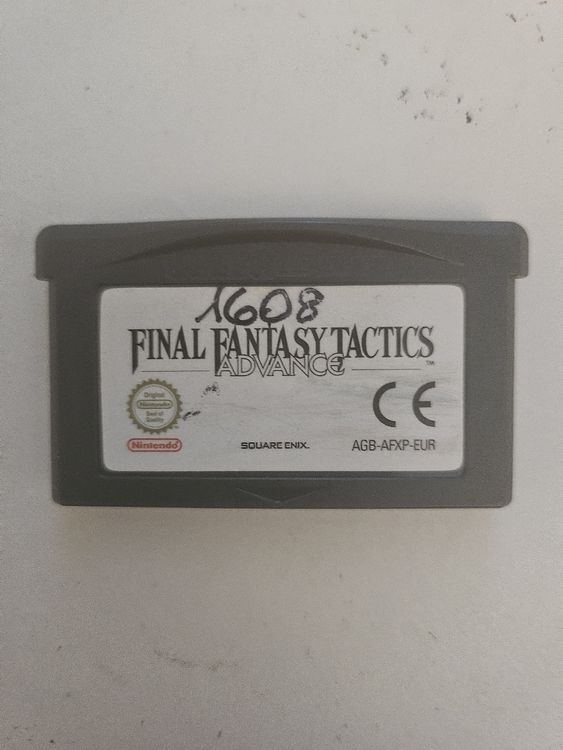 1608
FINAL FANTASY TACTICS
ADVANCE
™
Original
Nintendo
Seal of
Quality
Nintendo
SQUARE ENIX.
CE
AGB-AFXP-EUR